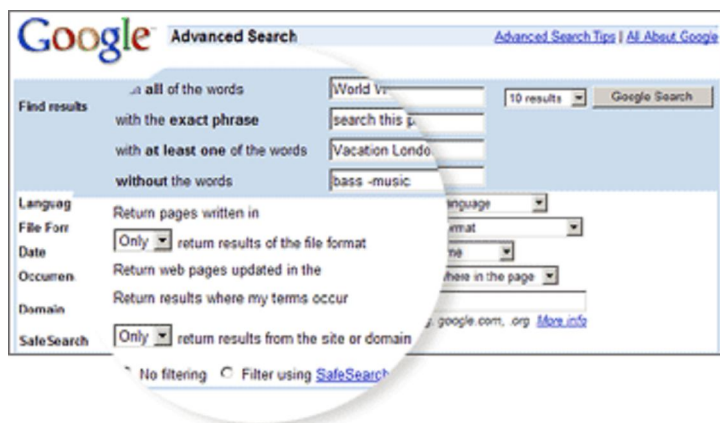 Google Advanced Search
Advanced Search Tips | All About Google
Find results
all of the words World W
10 results Google Search
with the exact phrase search this p
with at least one of the words Vacation Londo
without the words bass -music
Languag
Return pages written in anguage
File Forr
Only return results of the file format rmat
Date
Return web pages updated in the me
Occurren
Return results where my terms occur where in the page
Domain
Only return results from the site or domain
g. google.com, .org More info
SafeSearch
No filtering Filter using SafeSearch